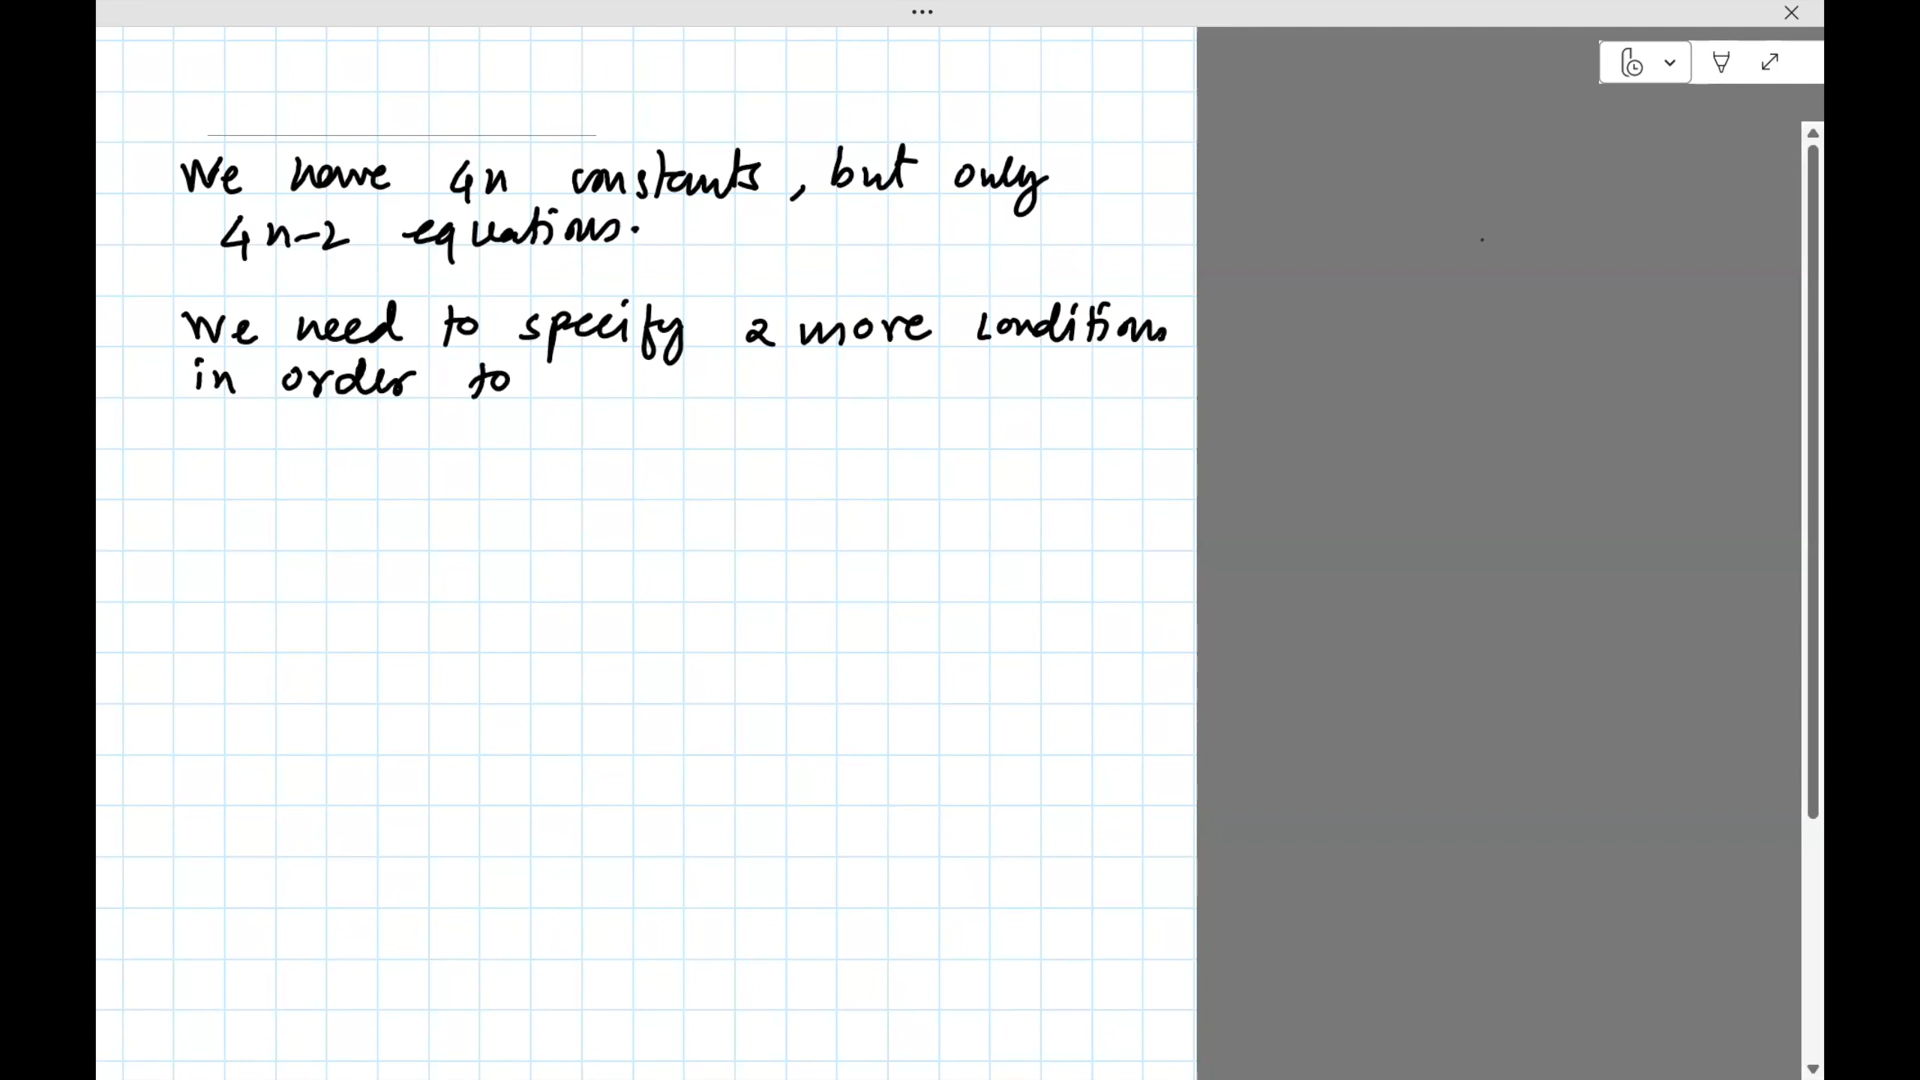 We have 4n constants, but only
4n-2 equations.
We need to specify 2 more conditions
in order to